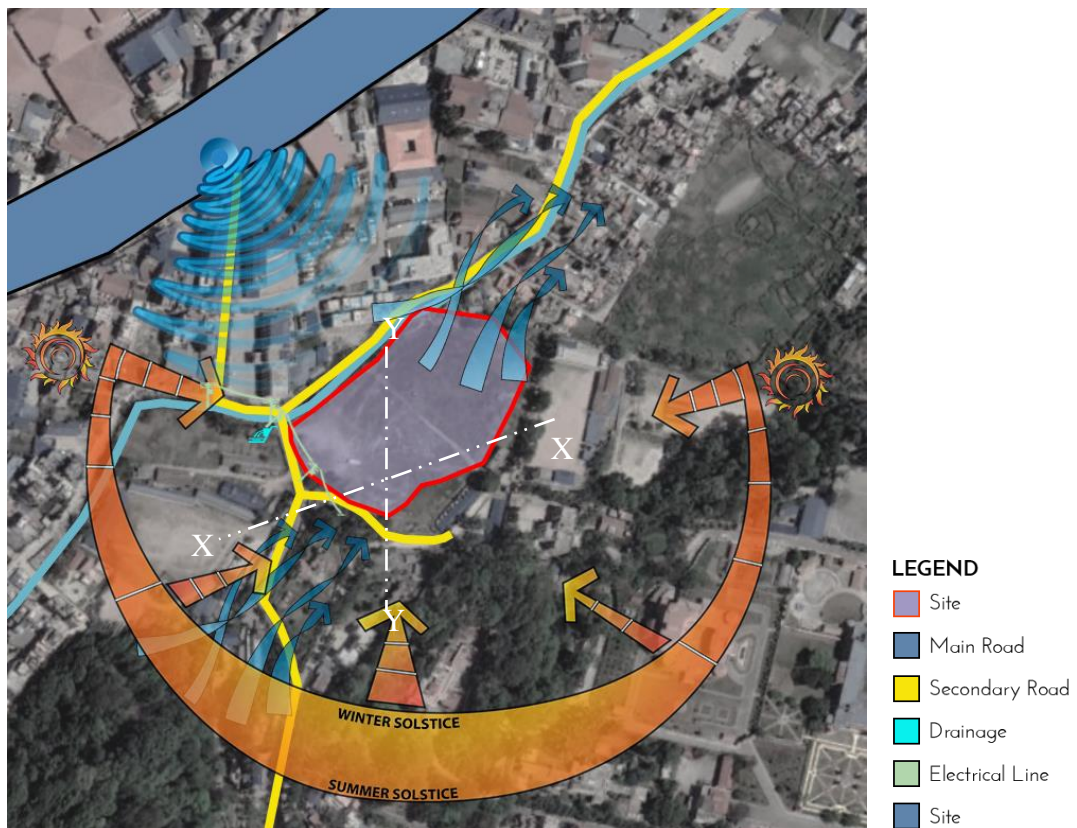 Y
X
X
Y
WINTER SOLSTICE
SUMMER SOLSTICE
LEGEND
Site
Main Road
Secondary Road
Drainage
Electrical Line
Site